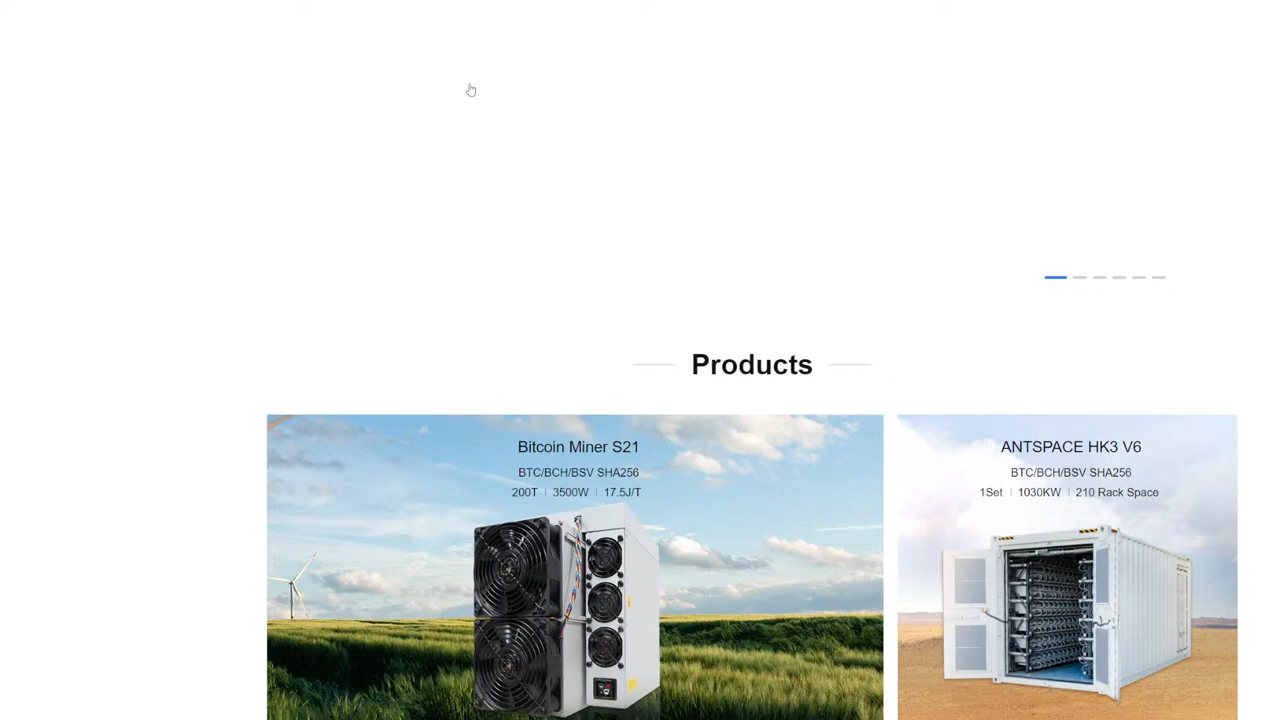 Products
Bitcoin Miner S21
BTC/BCH/BSV SHA256
200T | 3500W | 17.5J/T
ANTSPACE HK3 V6
BTC/BCH/BSV SHA256
1Set | 1030KW | 210 Rack Space